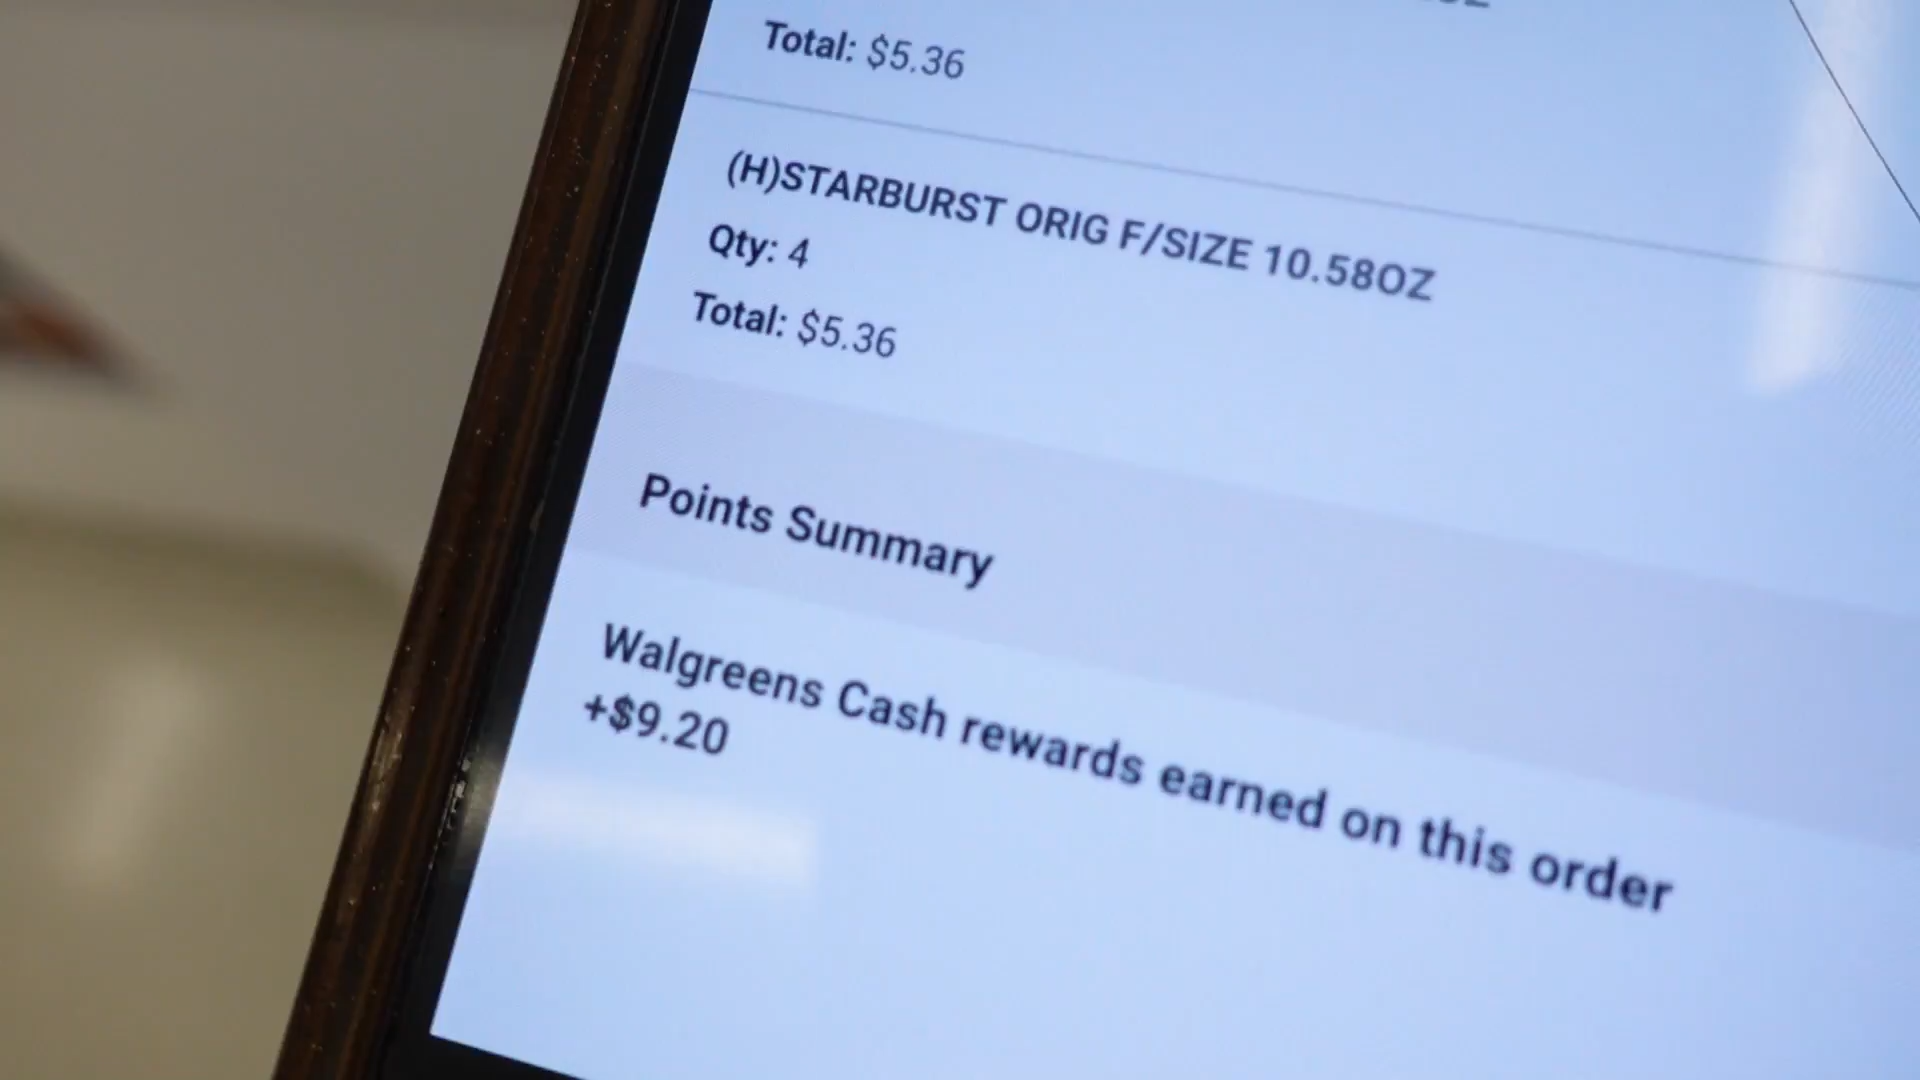 Total: $5.36
(H)STARBURST ORIG F/SIZE 10.58OZ
Qty: 4
Total: $5.36
Points Summary
Walgreens Cash rewards earned on this order
+$9.20